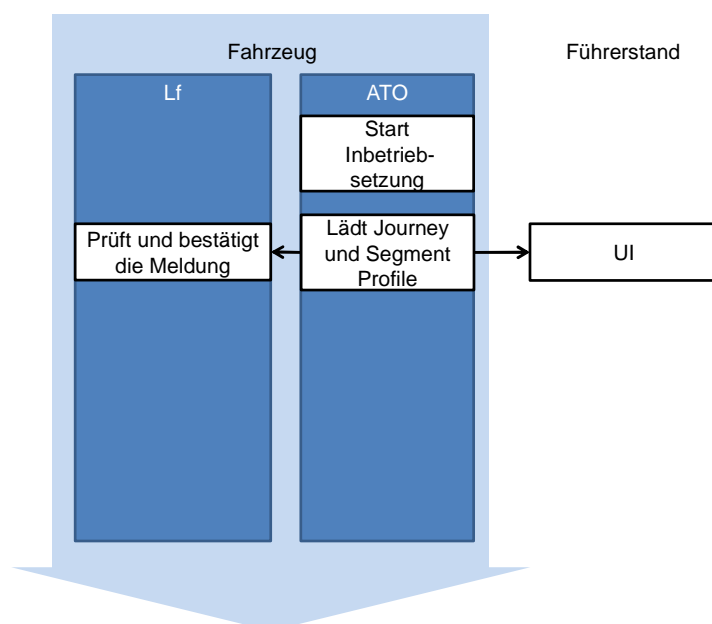 Fahrzeug
Führerstand
Lf
ATO
Start
Inbetrieb-
setzung
Prüft und bestätigt
die Meldung
Lädt Journey
und Segment
Profile
UI